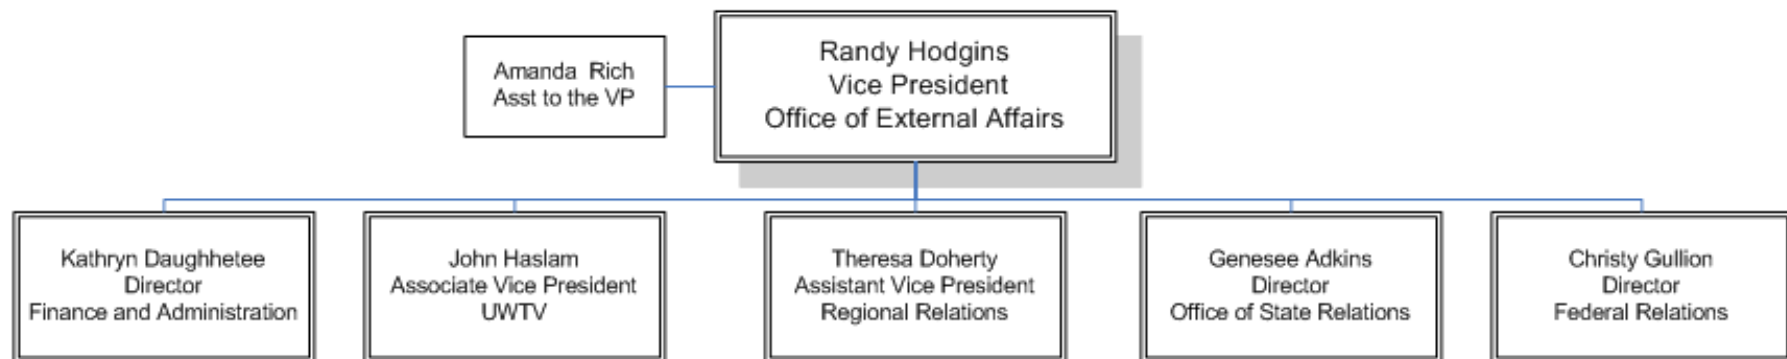 Amanda Rich
Asst to the VP
Randy Hodgins
Vice President
Office of External Affairs
Kathryn Daughhetee
Director
Finance and Administration
John Haslam
Associate Vice President
UWTV
Theresa Doherty
Assistant Vice President
Regional Relations
Genesee Adkins
Director
Office of State Relations
Christy Gullion
Director
Federal Relations